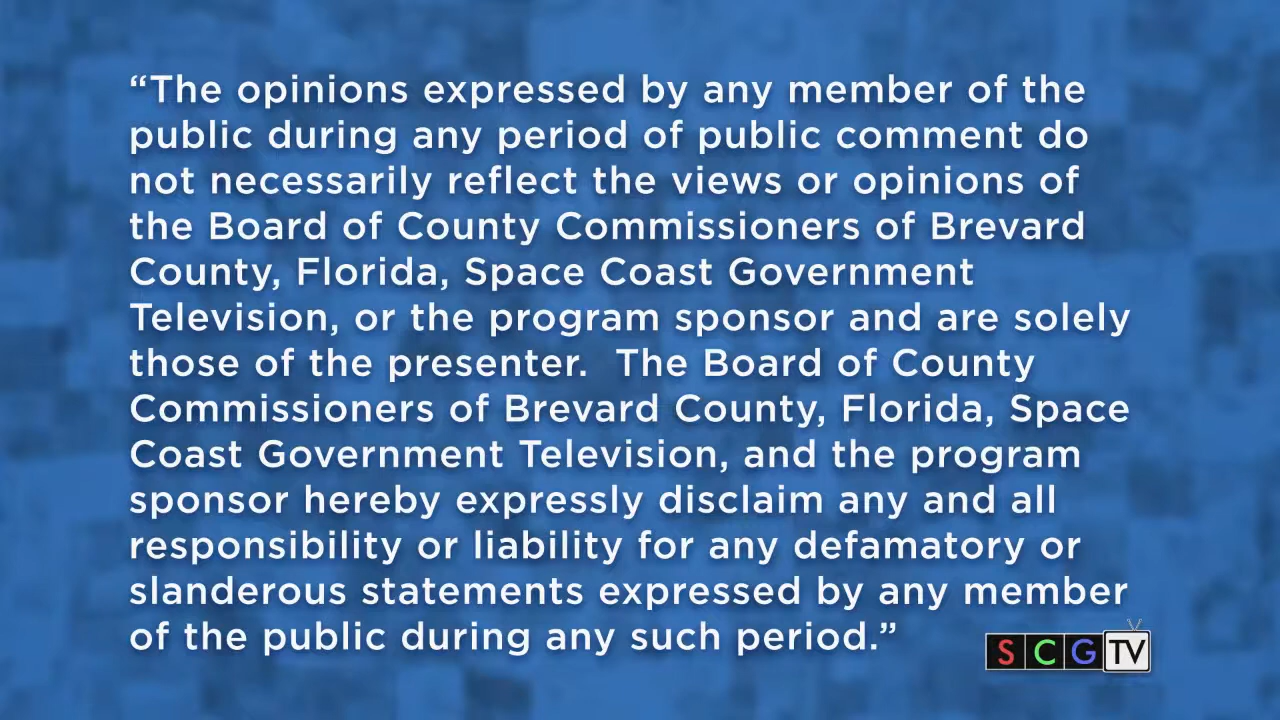 “The opinions expressed by any member of the
public during any period of public comment do
not necessarily reflect the views or opinions of
the Board of County Commissioners of Brevard
County, Florida, Space Coast Government
Television, or the program sponsor and are solely
those of the presenter.  The Board of County
Commissioners of Brevard County, Florida, Space
Coast Government Television, and the program
sponsor hereby expressly disclaim any and all
responsibility or liability for any defamatory or
slanderous statements expressed by any member
of the public during any such period.”
SCGTV